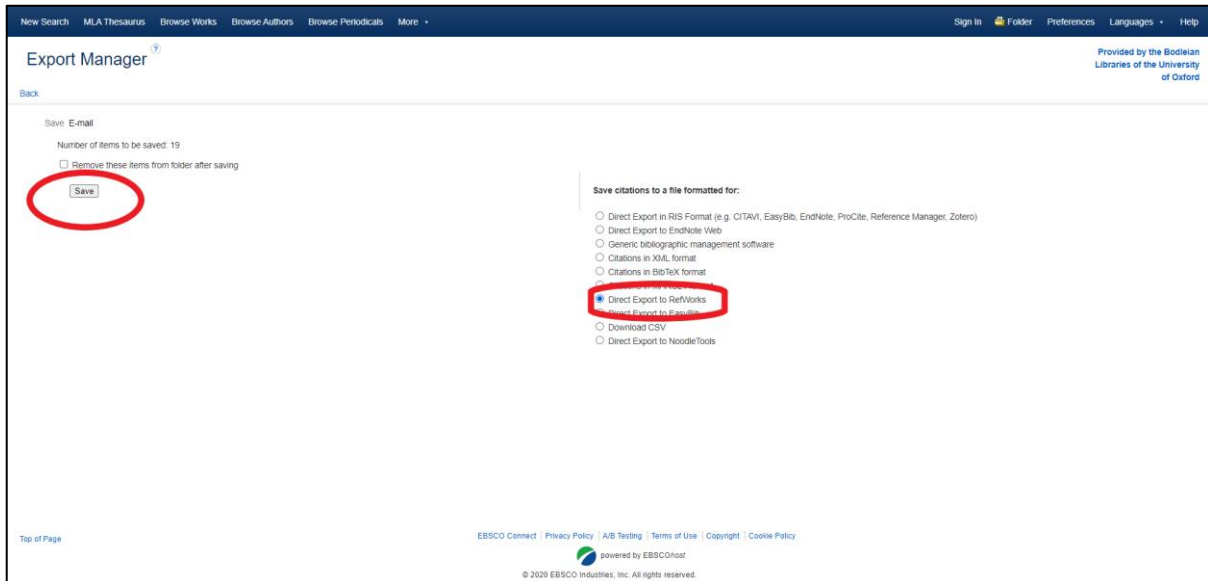 New Search MLA Thesaurus Browse Works Browse Authors Browse Periodicals More
Sign In Folder Preferences Languages Help
Export Manager ?
Provided by the Bodleian
Libraries of the University
of Oxford
Back
Save E-mail
Number of items to be saved: 19
Remove these items from folder after saving
Save
Save citations to a file formatted for:
Direct Export in RIS Format (e.g. CITAVI, EasyBib, EndNote, ProCite, Reference Manager, Zotero)
Direct Export to EndNote Web
Generic bibliographic management software
Citations in XML format
Citations in BibTeX format
Citations in
Direct Export to RefWorks
Direct Export to EasyBib
Download CSV
Direct Export to NoodleTools
Top of Page
EBSCO Connect | Privacy Policy | A/B Testing | Terms of Use | Copyright | Cookie Policy
powered by EBSCOhost
© 2020 EBSCO Industries, Inc. All rights reserved.